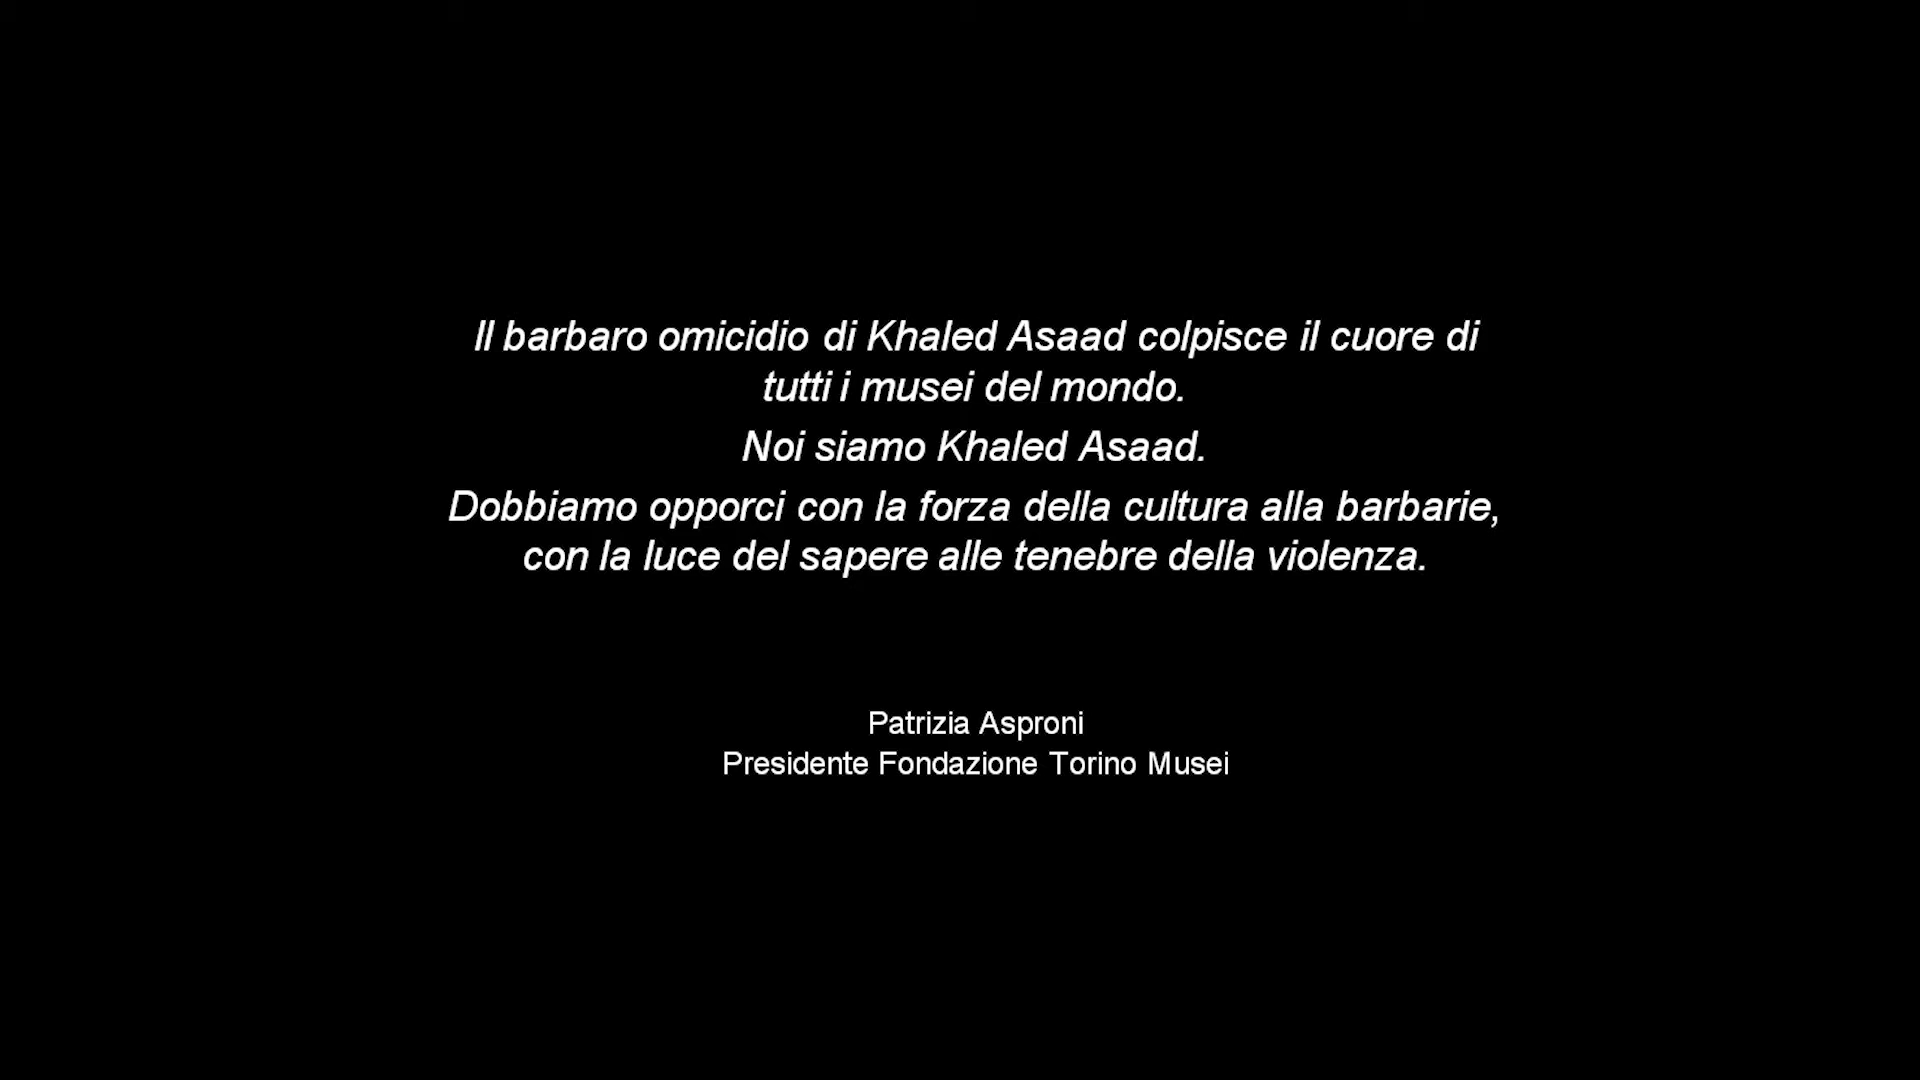 Il barbaro omicidio di Khaled Asaad colpisce il cuore di
tutti i musei del mondo.
Noi siamo Khaled Asaad.
Dobbiamo opporci con la forza della cultura alla barbarie,
con la luce del sapere alle tenebre della violenza.
Patrizia Asproni
Presidente Fondazione Torino Musei